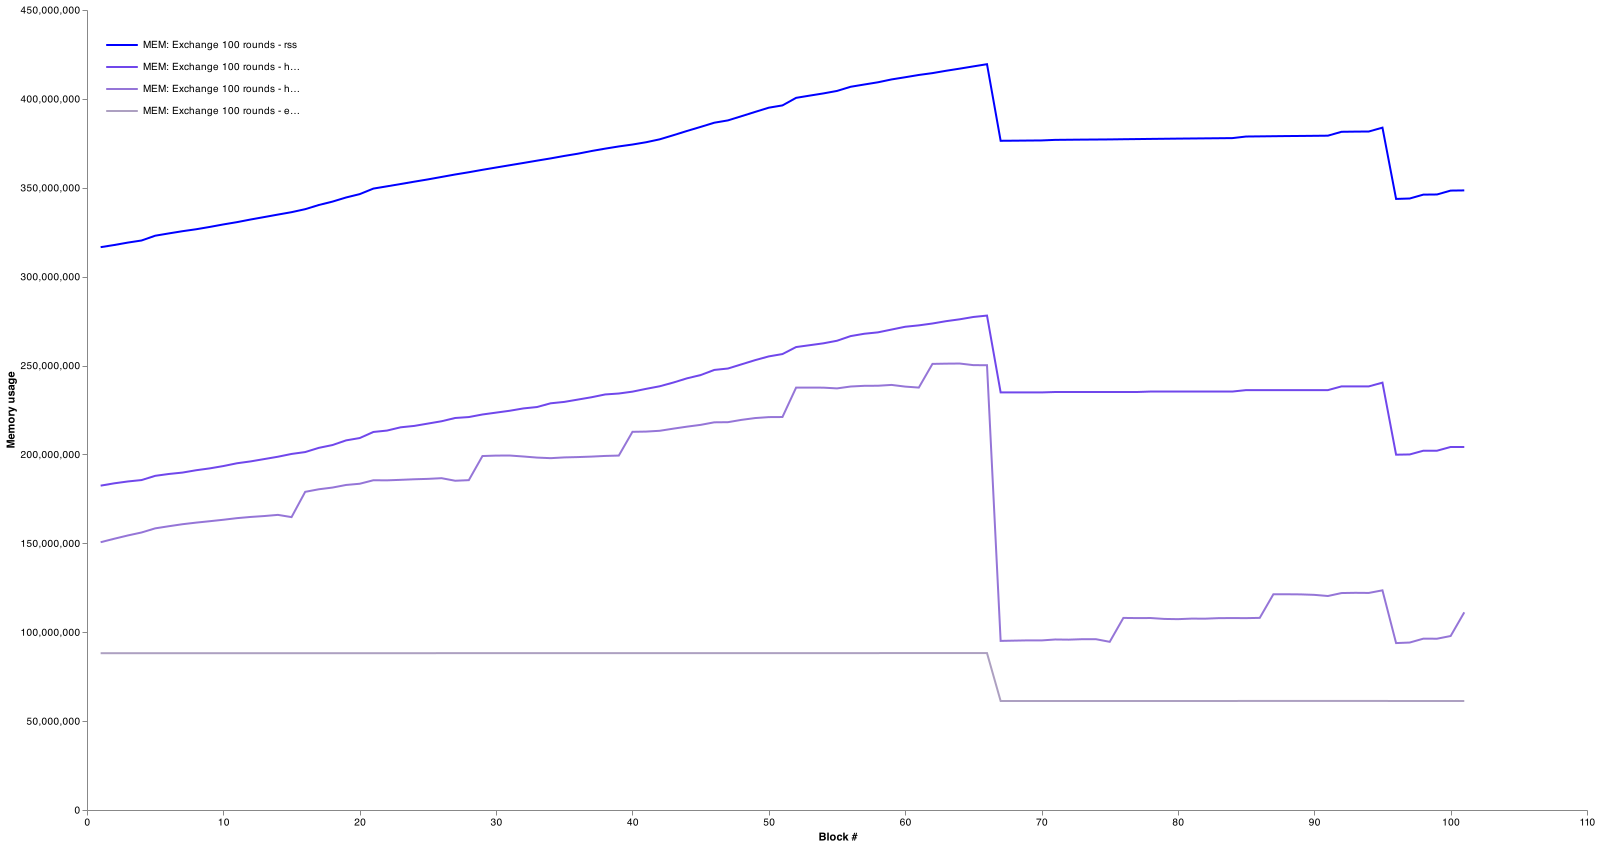 450,000,000
MEM: Exchange 100 rounds - rss
MEM: Exchange 100 rounds - h...
MEM: Exchange 100 rounds - h...
MEM: Exchange 100 rounds - e...
400,000,000
350,000,000
300,000,000
250,000,000
200,000,000
150,000,000
100,000,000
50,000,000
0
Memory usage
0 10 20 30 40 50 60 70 80 90 100 110
Block #